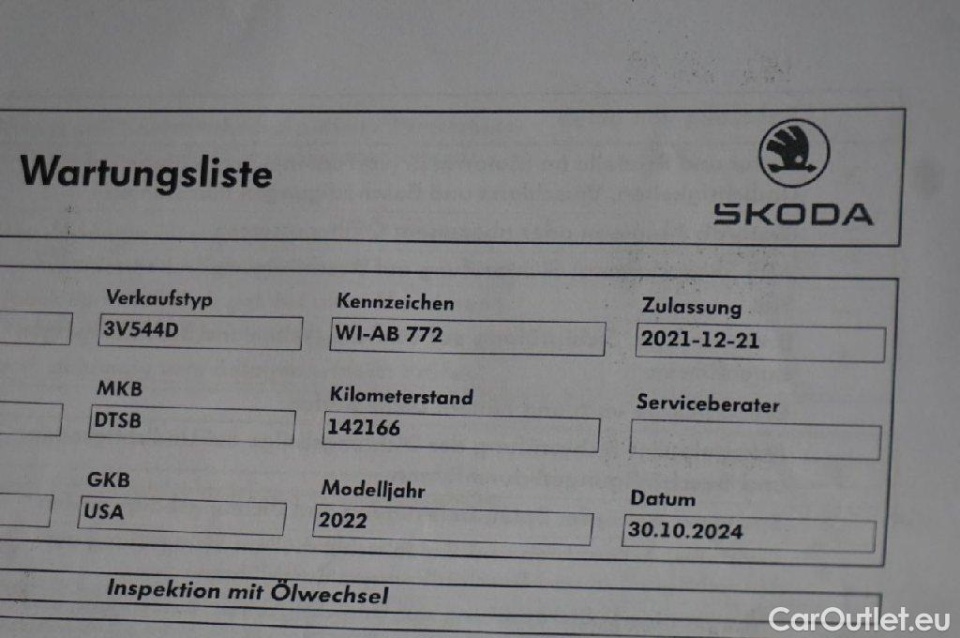 Wartungsliste
SKODA
Verkaufstyp Kennzeichen Zulassung
3V544D WI-AB 772 2021-12-21
MKB Kilometerstand Serviceberater
DTSB 142166
GKB Modelljahr Datum
USA 2022 30.10.2024
Inspektion mit Ölwechsel
CarOutlet.eu